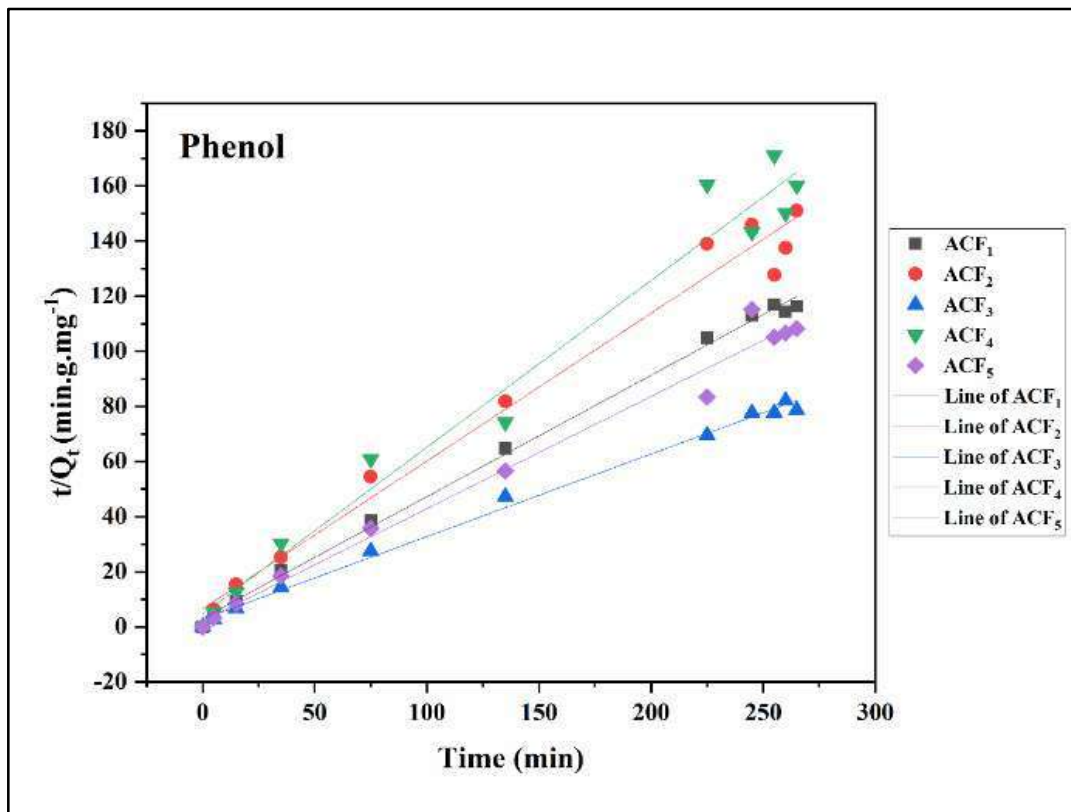 Phenol
180
160
140
120
100
80
60
40
20
0
-20
t/Qt (min.g.mg-1)
0 50 100 150 200 250 300
Time (min)
ACF1
ACF2
ACF3
ACF4
ACF5
Line of ACF1
Line of ACF2
Line of ACF3
Line of ACF4
Line of ACF5